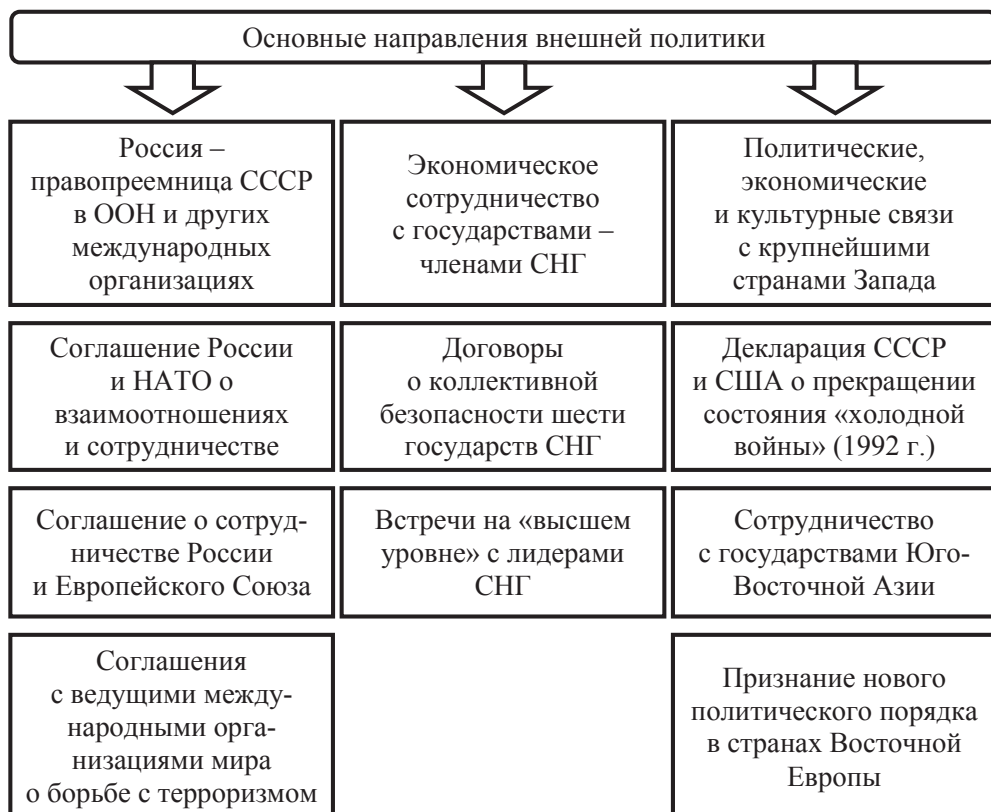 Основные направления внешней политики
Россия –
правопреемница СССР
в ООН и других
международных
организациях
Соглашение России
и НАТО о
взаимоотношениях
и сотрудничестве
Соглашение о сотруд-
ничестве России
и Европейского Союза
Соглашения
с ведущими между-
народными орга-
низациями мира
о борьбе с терроризмом
Экономическое
сотрудничество
с государствами –
членами СНГ
Договоры
о коллективной
безопасности шести
государств СНГ
Встречи на «высшем
уровне» с лидерами
СНГ
Политические,
экономические
и культурные связи
с крупнейшими
странами Запада
Декларация СССР
и США о прекращении
состояния «холодной
войны» (1992 г.)
Сотрудничество
с государствами Юго-
Восточной Азии
Признание нового
политического порядка
в странах Восточной
Европы